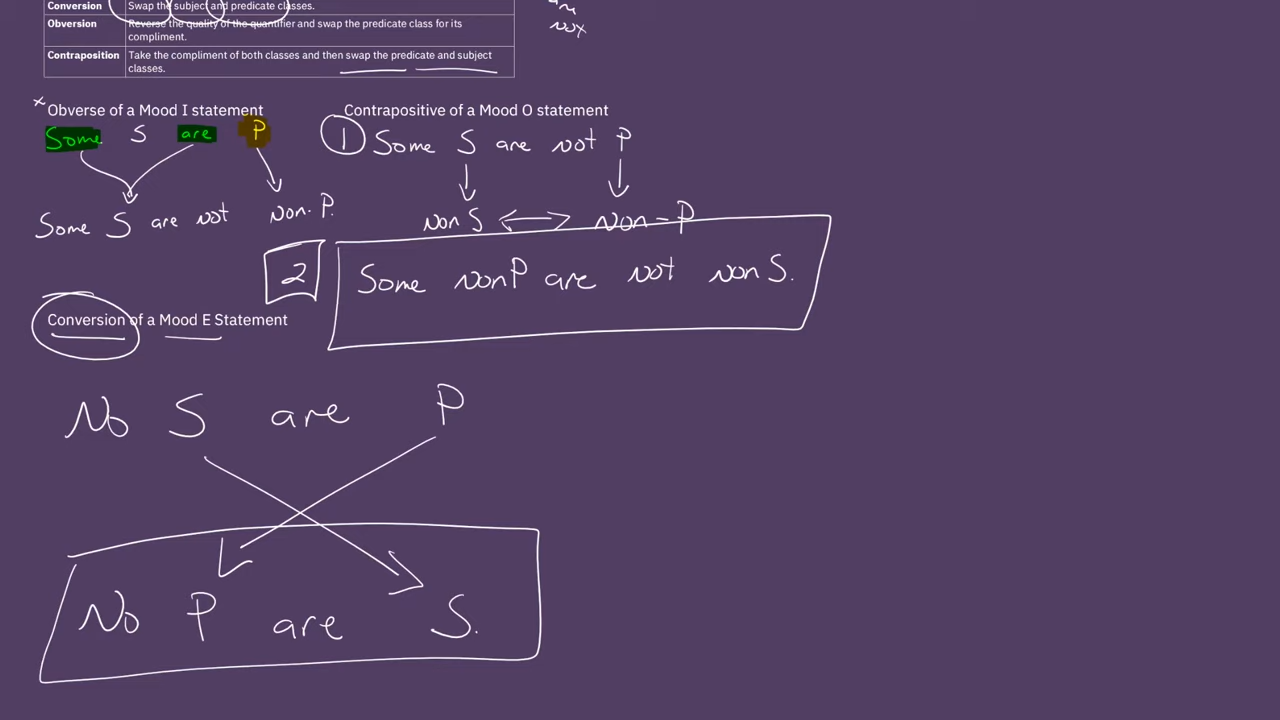 Conversion Swap the subject and predicate classes.
Obversion Reverse the quality of the quantifier and swap the predicate class for its
compliment.
Contraposition Take the compliment of both classes and then swap the predicate and subject
classes.
are
nox
x Obverse of a Mood I statement
Some S are P
Some S are not non-P.
Contrapositive of a Mood O statement
1 Some S are not P
non S non-P
2 Some nonP are not nonS.
Conversion of a Mood E Statement
No S are P
No P are S.